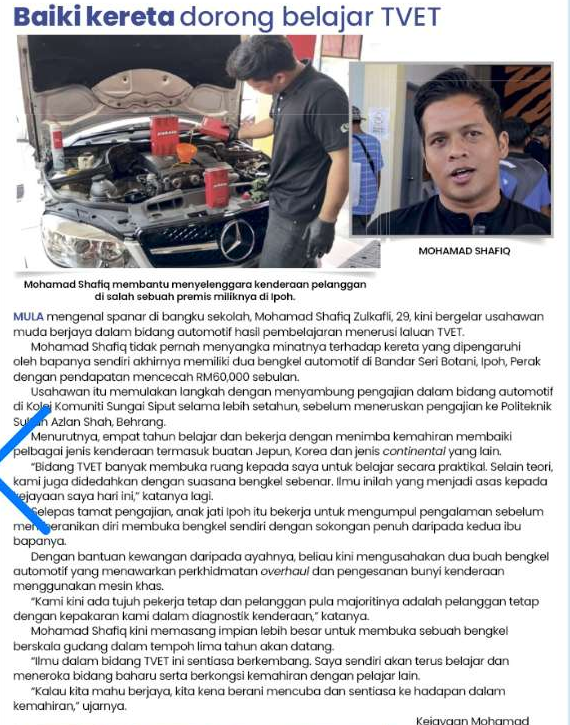 Baiki kereta dorong belajar TVET
MOHAMAD SHAFIQ
Mohamad Shafiq membantu menyelenggara kenderaan pelanggan
di salah sebuah premis miliknya di Ipoh.
MULA mengenal spanar di bangku sekolah, Mohamad Shafiq Zulkafli, 29, kini bergelar usahawan
muda berjaya dalam bidang automotif hasil pembelajaran menerusi laluan TVET.
Mohamad Shafiq tidak pernah menyangka minatnya terhadap kereta yang dipengaruhi
oleh bapanya sendiri akhirnya memiliki dua bengkel automotif di Bandar Seri Botani, Ipoh, Perak
dengan pendapatan mencecah RM60,000 sebulan.
Usahawan itu memulakan langkah dengan menyambung pengajian dalam bidang automotif
di Kolej Komuniti Sungai Siput selama lebih setahun, sebelum meneruskan pengajian ke Politeknik
Sultan Azlan Shah, Behrang.
Menurutnya, empat tahun belajar dan bekerja dengan menimba kemahiran membaiki
pelbagai jenis kenderaan termasuk buatan Jepun, Korea dan jenis continental yang lain.
“Bidang TVET banyak membuka ruang kepada saya untuk belajar secara praktikal. Selain teori,
kami juga didedahkan dengan suasana bengkel sebenar. Ilmu inilah yang menjadi asas kepada
kejayaan saya hari ini,” katanya lagi.
Selepas tamat pengajian, anak jati Ipoh itu bekerja untuk mengumpul pengalaman sebelum
memberanikan diri membuka bengkel sendiri dengan sokongan penuh daripada kedua ibu
bapanya.
Dengan bantuan kewangan daripada ayahnya, beliau kini mengusahakan dua buah bengkel
automotif yang menawarkan perkhidmatan overhaul dan pengesanan bunyi kenderaan
menggunakan mesin khas.
“Kami kini ada tujuh pekerja tetap dan pelanggan pula majoritinya adalah pelanggan tetap
dengan kepakaran kami dalam diagnostik kenderaan,” katanya.
Mohamad Shafiq kini memasang impian lebih besar untuk membuka sebuah bengkel
berskala gudang dalam tempoh lima tahun akan datang.
“Ilmu dalam bidang TVET ini sentiasa berkembang. Saya sendiri akan terus belajar dan
meneroka bidang baharu serta berkongsi kemahiran dengan pelajar lain.
“Kalau kita mahu berjaya, kita kena berani mencuba dan sentiasa ke hadapan dalam
kemahiran,” ujarnya.
Kejayaan Mohamad